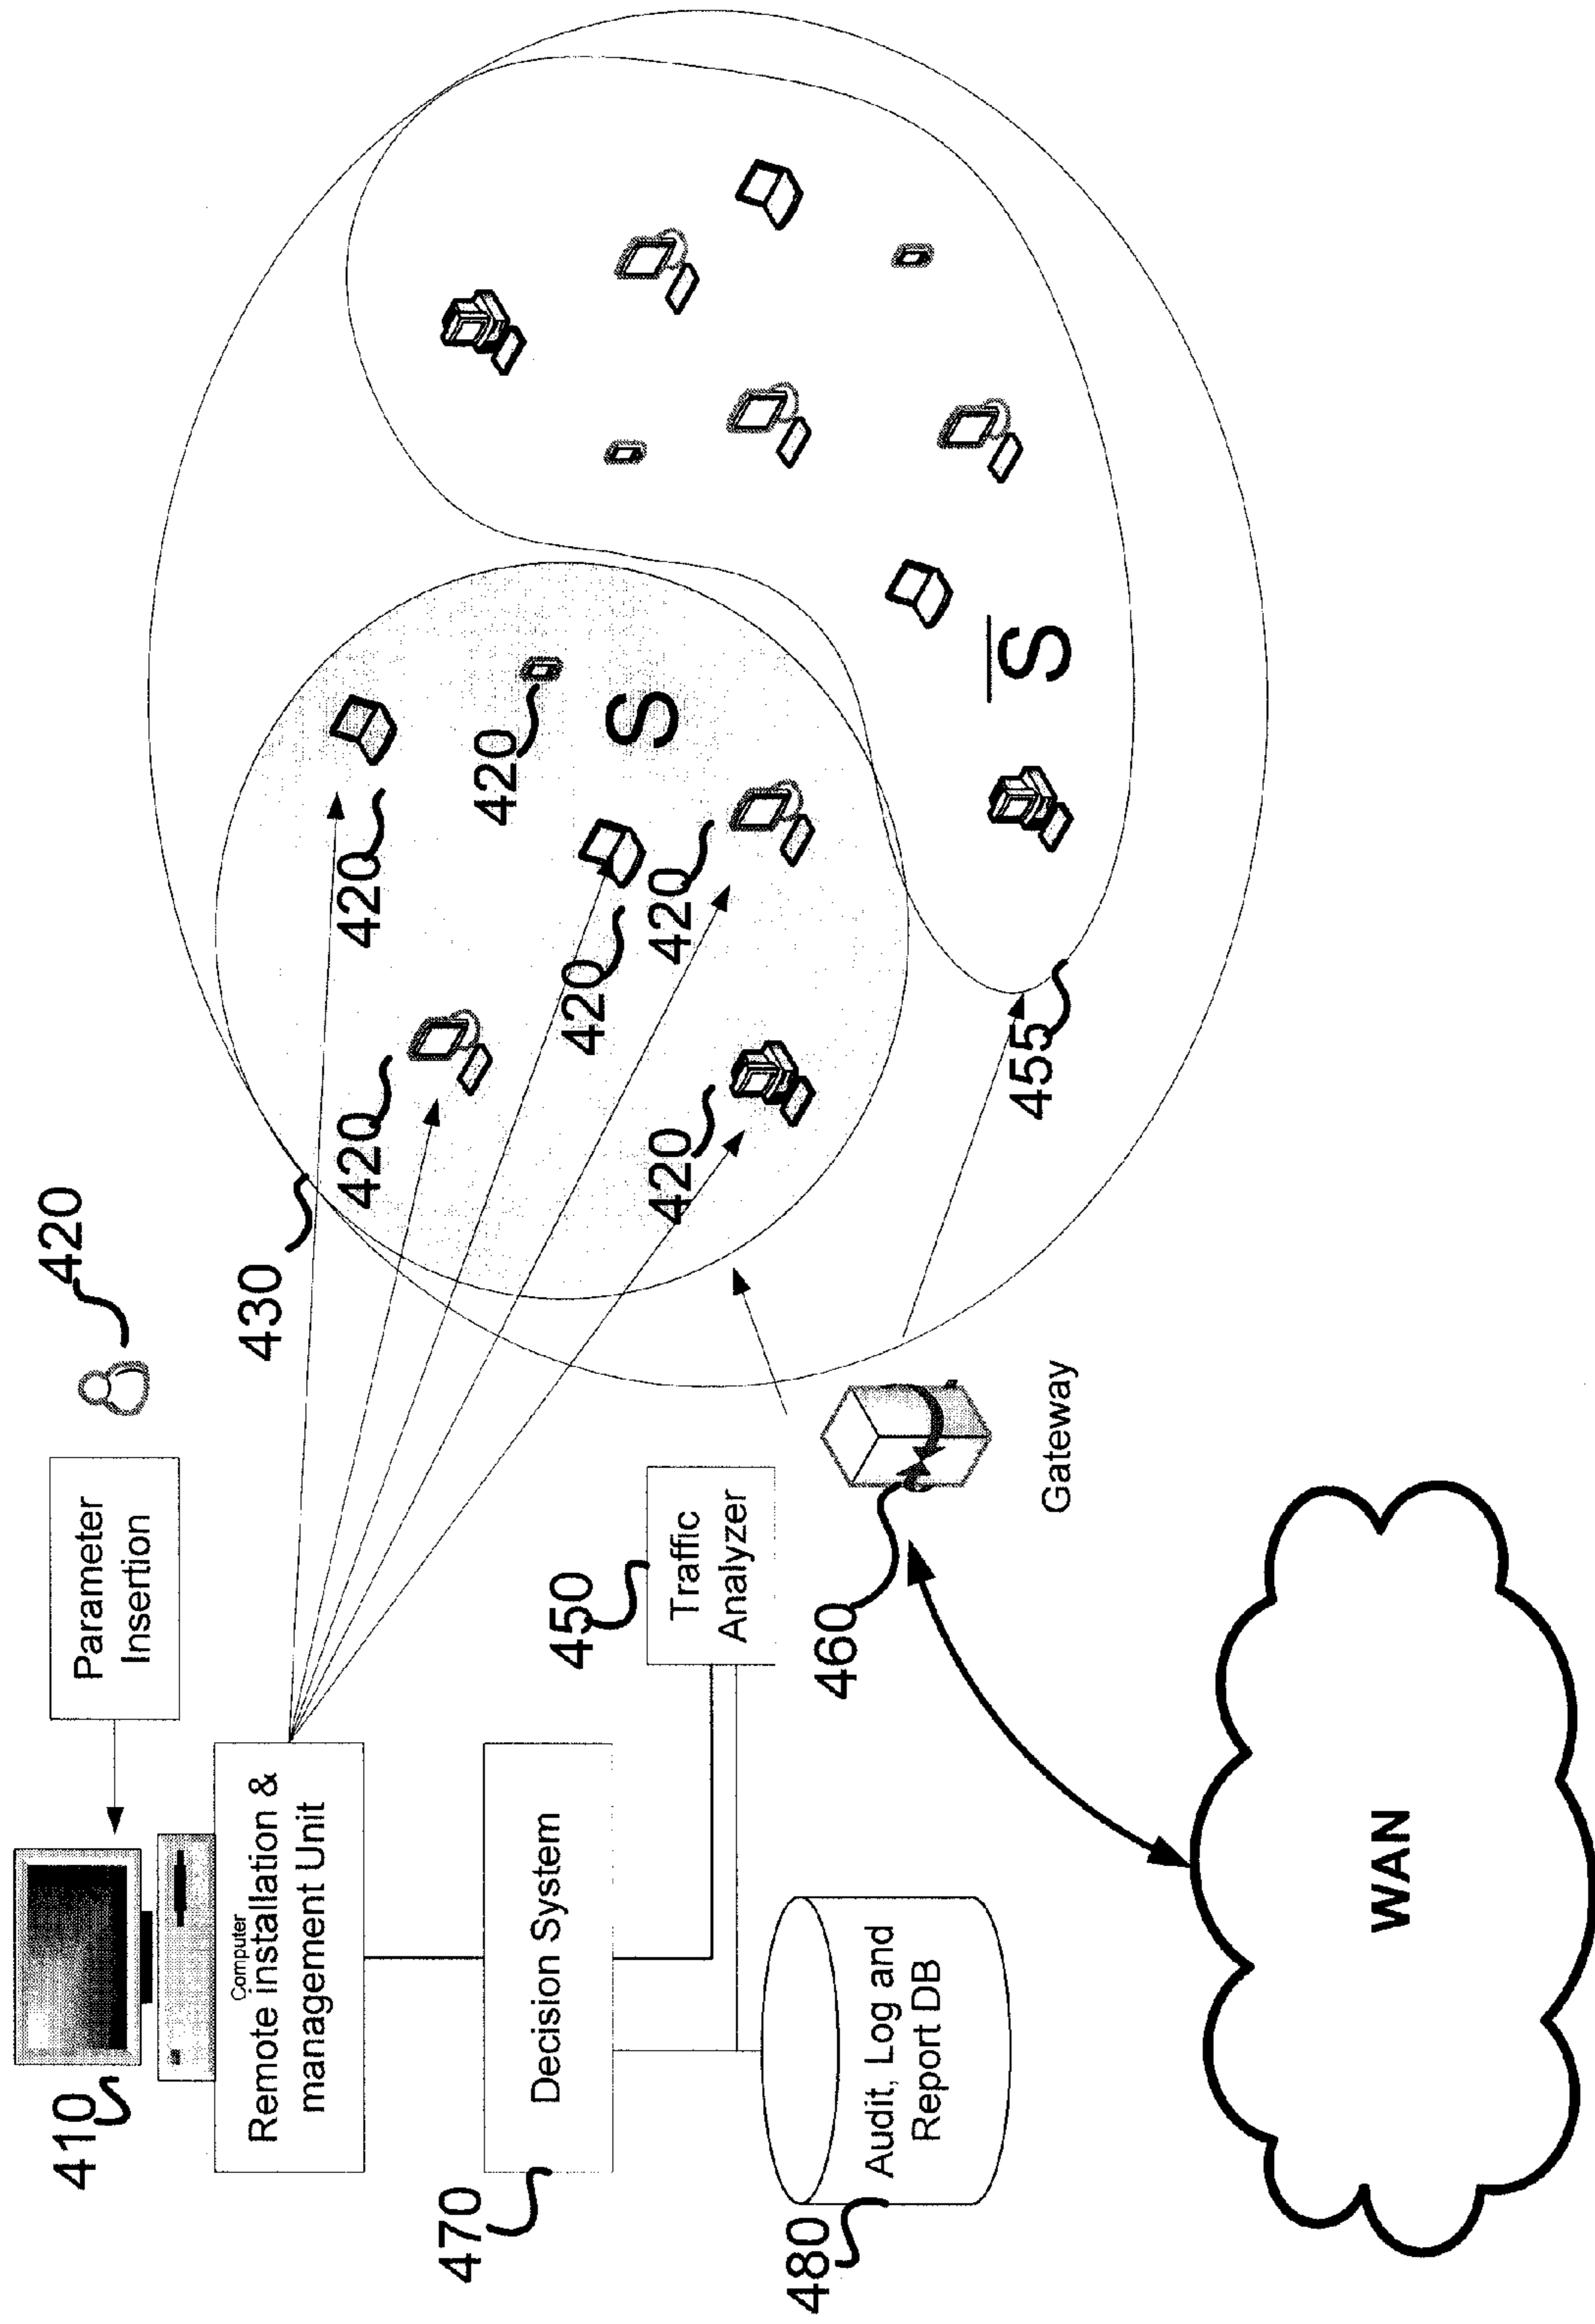 410
Parameter
Insertion
420
Computer
Remote installation &
management Unit
430
420
420
420
470
Decision System
450
Traffic
Analyzer
420
S
420
420
480
Audit, Log and
Report DB
460
Gateway
455
S̅
WAN